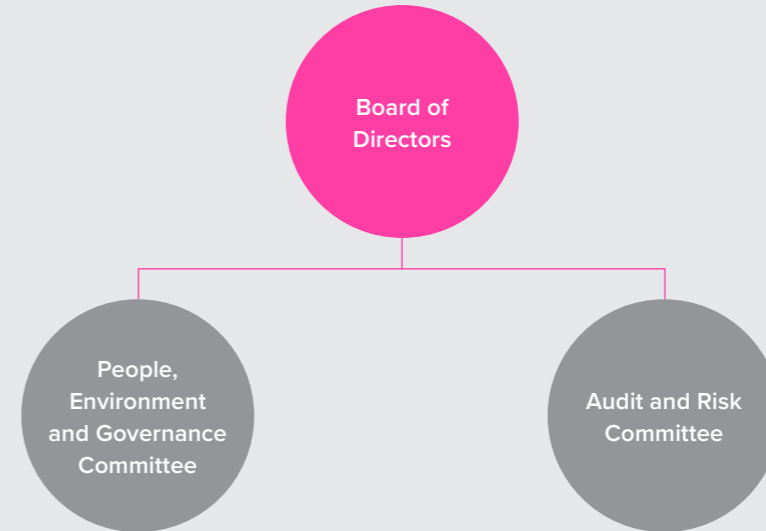 Board of
Directors
People,
Environment
and Governance
Committee
Audit and Risk
Committee